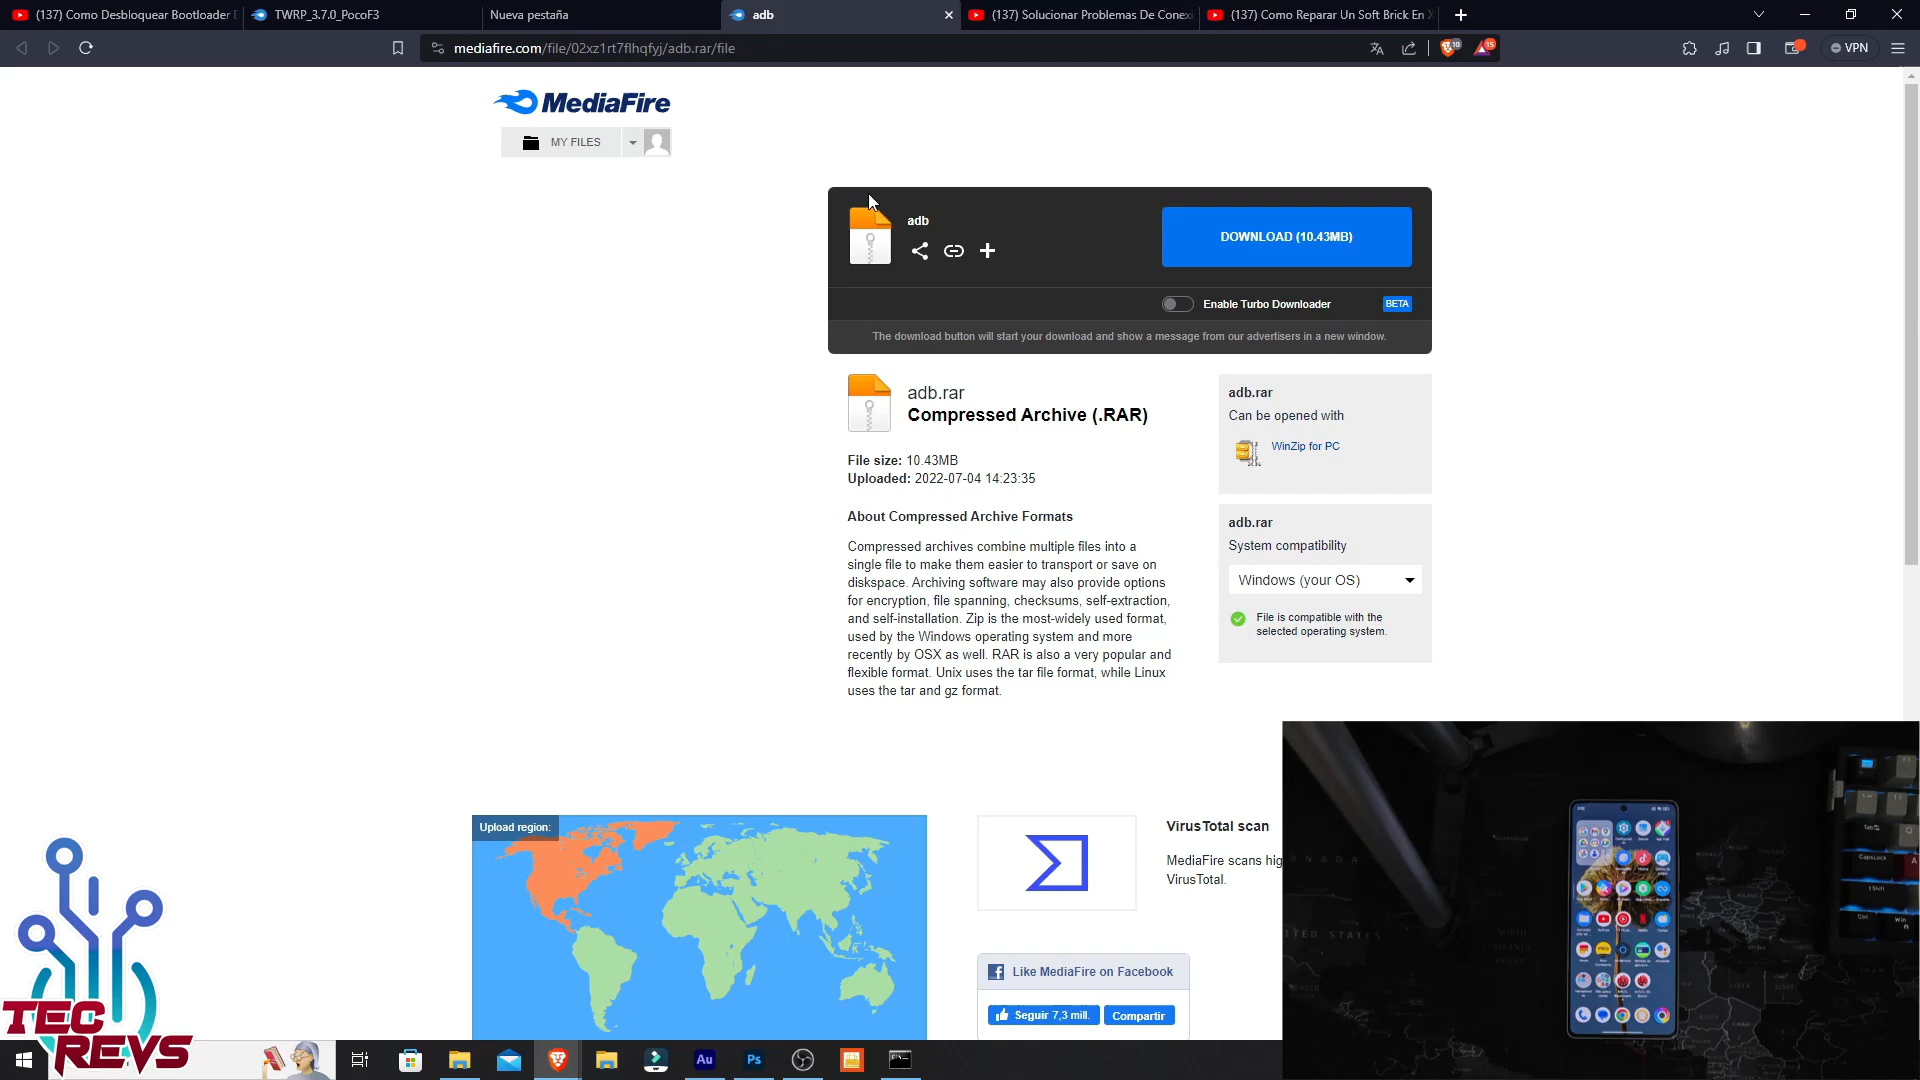 (137) Como Desbloquear Bootloader D
TWRP_3.7.0_PocoF3
Nueva pestaña
adb
(137) Solucionar Problemas De Conexi
(137) Como Reparar Un Soft Brick En X
mediafire.com/file/02xz1rt7flhqfyj/adb.rar/file
10
15
VPN
MediaFire
MY FILES
adb
DOWNLOAD (10.43MB)
Enable Turbo Downloader
BETA
The download button will start your download and show a message from our advertisers in a new window.
adb.rar
Compressed Archive (.RAR)
File size: 10.43MB
Uploaded: 2022-07-04 14:23:35
About Compressed Archive Formats
Compressed archives combine multiple files into a
single file to make them easier to transport or save on
diskspace. Archiving software may also provide options
for encryption, file spanning, checksums, self-extraction,
and self-installation. Zip is the most-widely used format,
used by the Windows operating system and more
recently by OSX as well. RAR is also a very popular and
flexible format. Unix uses the tar file format, while Linux
uses the tar and gz format.
adb.rar
Can be opened with
WinZip for PC
adb.rar
System compatibility
Windows (your OS)
File is compatible with the
selected operating system.
Upload region:
VirusTotal scan
MediaFire scans hig
VirusTotal.
Like MediaFire on Facebook
Seguir 7,3 mill.
Compartir
TEC
REVS
Au
Ps
Tab
CapsLock
Shift
Ctrl
Win